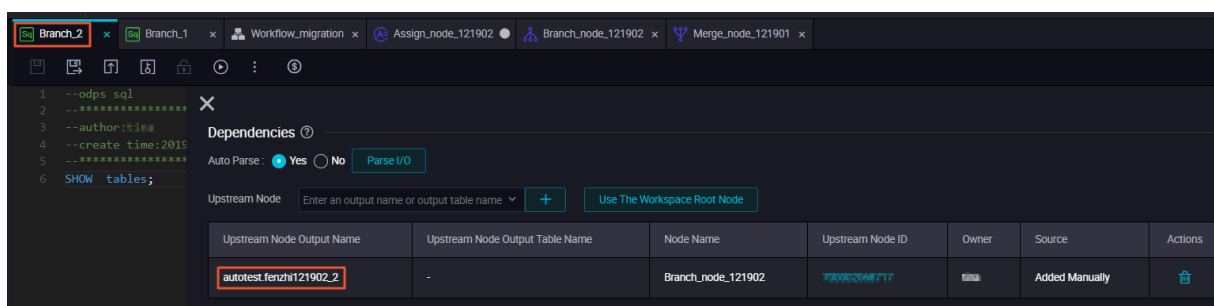 Sq Branch_2 × Sq Branch_1 × Workflow_migration × Assign_node_121902 Branch_node_121902 × Merge_node_121901 ×
1 --odps sql
2 --****************
3 --author:
4 --create time:2019
5 --****************
6 SHOW tables;
Dependencies
Auto Parse: Yes No Parse I/O
Upstream Node Enter an output name or output table name + Use The Workspace Root Node
Upstream Node Output Name Upstream Node Output Table Name Node Name Upstream Node ID Owner Source Actions
autotest.fenzhi121902_2 - Branch_node_121902 Added Manually